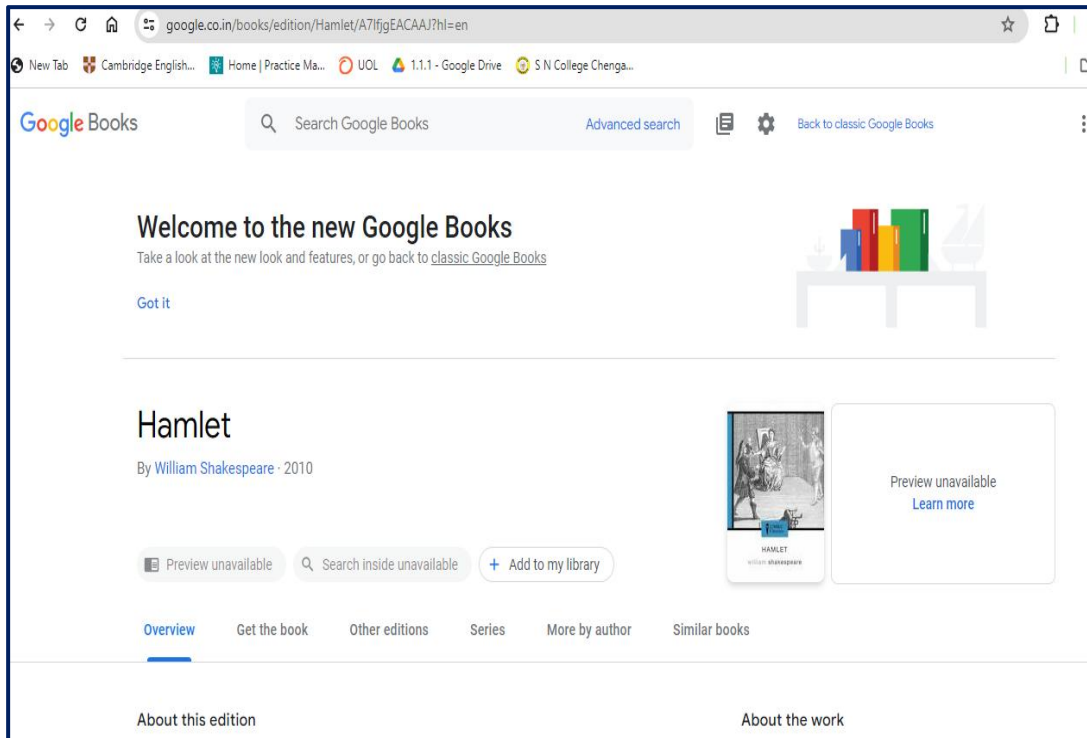 google.co.in/books/edition/Hamlet/A7IfjgEACAAJ?hl=en
New Tab Cambridge English... Home | Practice Ma... UOL 1.1.1 - Google Drive S N College Chenga...
Google Books Search Google Books Advanced search Back to classic Google Books
Welcome to the new Google Books
Take a look at the new look and features, or go back to classic Google Books
Got it
Hamlet
By William Shakespeare · 2010
Preview unavailable
Learn more
HAMLET
william shakespeare
Preview unavailable Search inside unavailable + Add to my library
Overview Get the book Other editions Series More by author Similar books
About this edition About the work